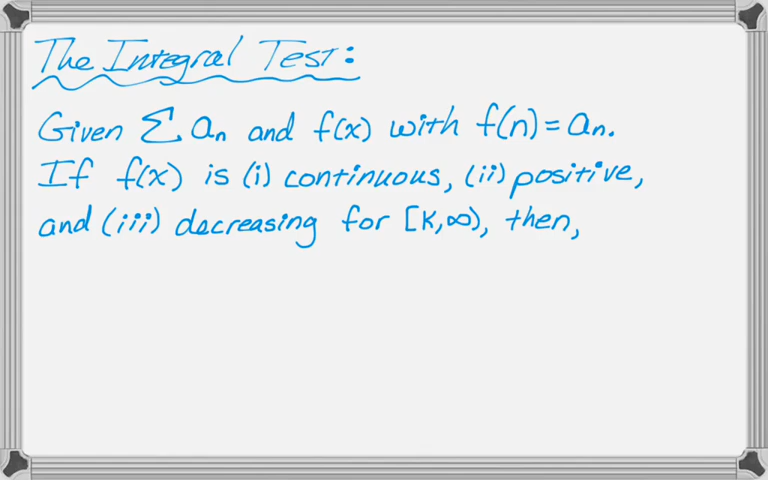 The Integral Test:
Given Σ aₙ and f(x) with f(n) = aₙ.
If f(x) is (i) continuous, (ii) positive,
and (iii) decreasing for [k,∞), then,